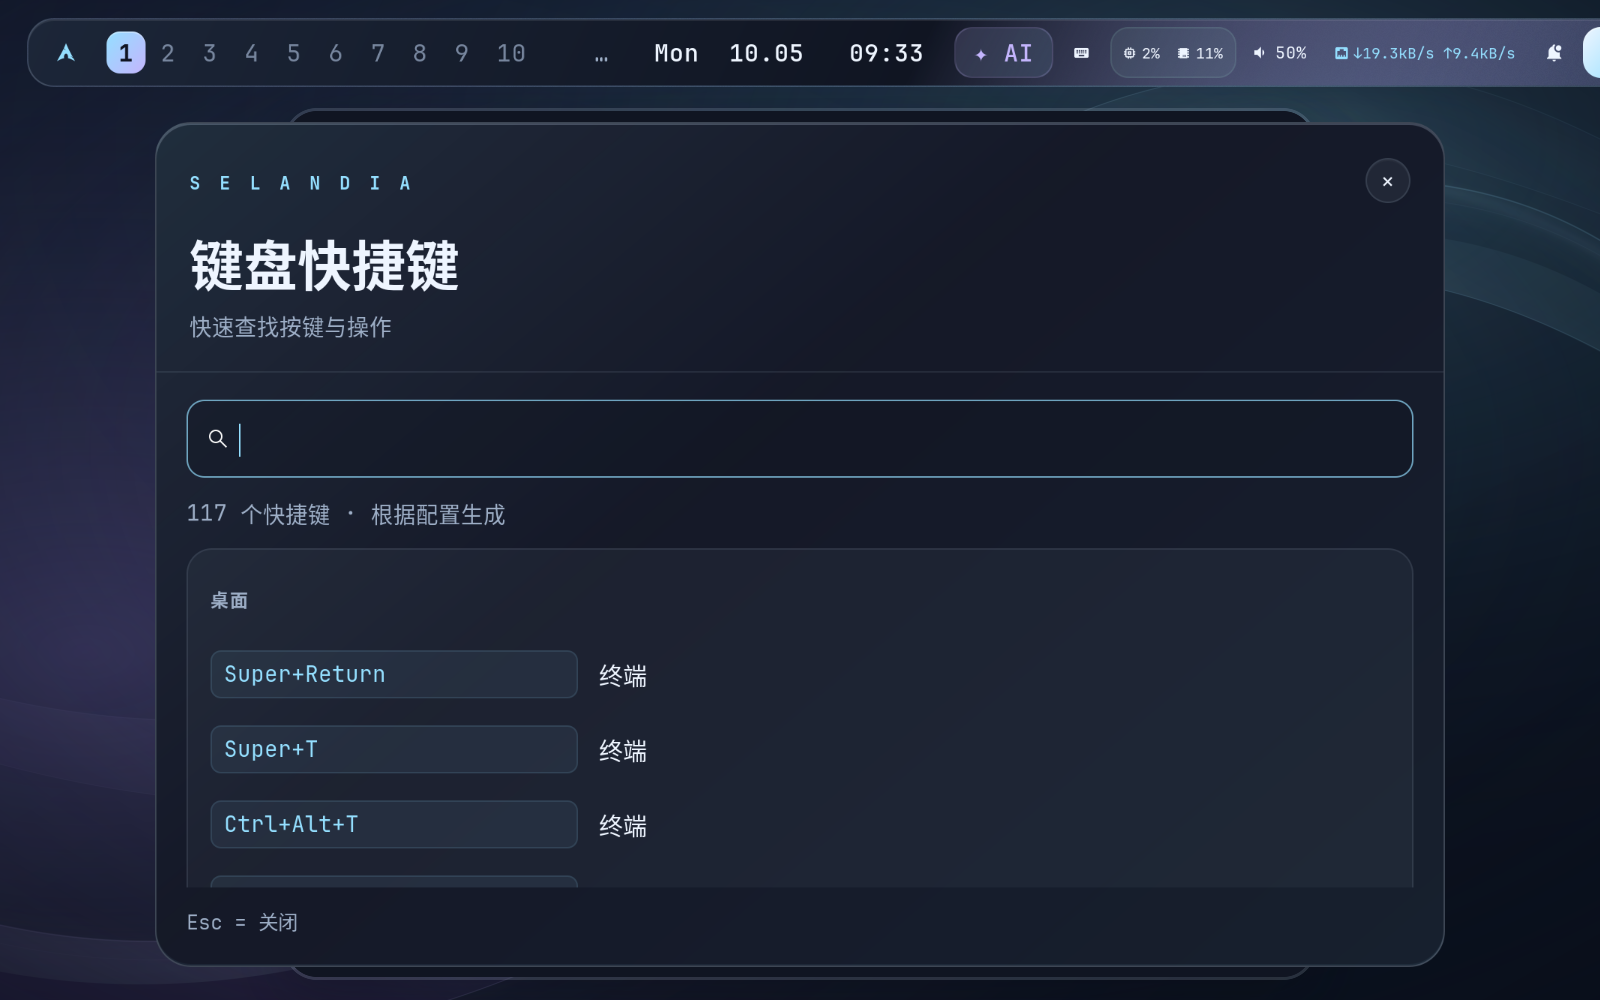 1 2 3 4 5 6 7 8 9 10 … Mon 10.05 09:33 ✦ AI 2% 11% 50% ↓19.3kB/s ↑9.4kB/s
SELANDIA
×
键盘快捷键
快速查找按键与操作
117 个快捷键 · 根据配置生成
桌面
Super+Return 终端
Super+T 终端
Ctrl+Alt+T 终端
Esc = 关闭